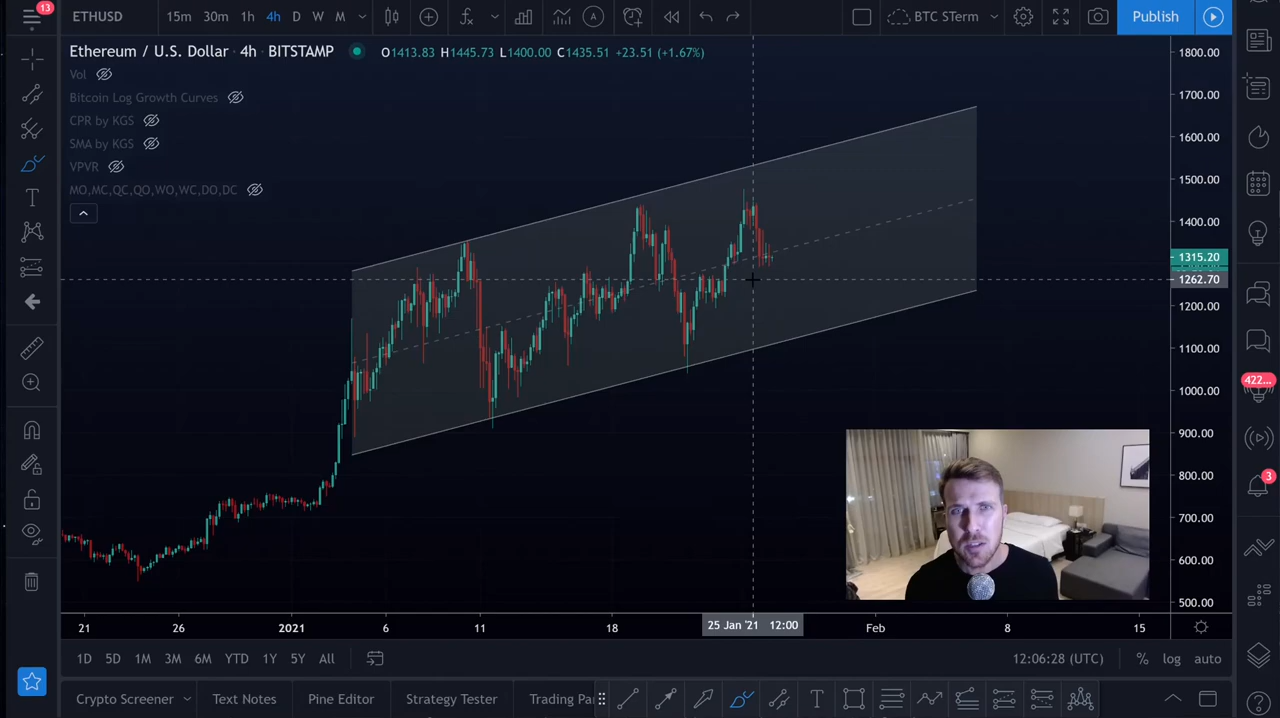 13
ETHUSD 15m 30m 1h 4h D W M BTC STerm Publish
Ethereum / U.S. Dollar · 4h · BITSTAMP O1413.83 H1445.73 L1400.00 C1435.51 +23.51 (+1.67%)
Vol
Bitcoin Log Growth Curves
CPR by KGS
SMA by KGS
VPVR
MO,MC,QC,QO,WO,WC,DO,DC
1800.00
1700.00
1600.00
1500.00
1400.00
1315.20
1262.70
1200.00
1100.00
1000.00
900.00
800.00
700.00
600.00
500.00
422...
3
21 26 2021 6 11 18 25 Jan '21 12:00 Feb 8 15
1D 5D 1M 3M 6M YTD 1Y 5Y All 12:06:28 (UTC) % log auto
Crypto Screener Text Notes Pine Editor Strategy Tester Trading Pa